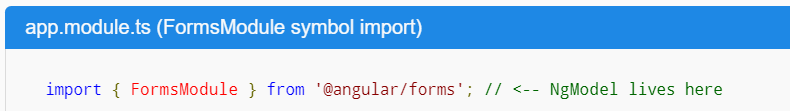 app.module.ts (FormsModule symbol import)
import { FormsModule } from '@angular/forms'; // <-- NgModel lives here